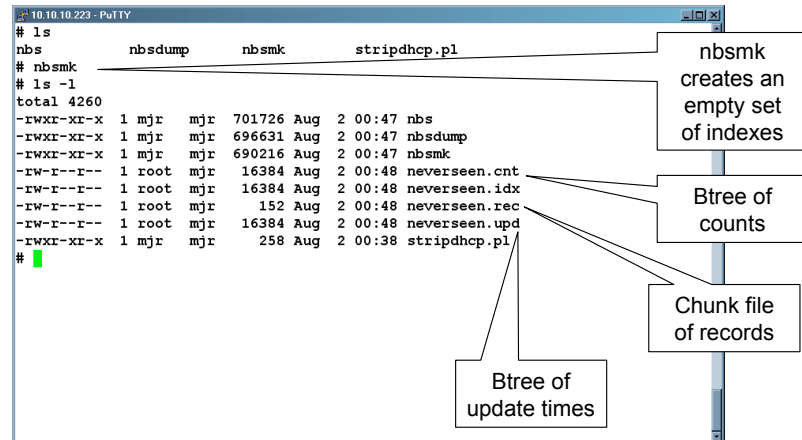 10.10.10.223 - PuTTY
# ls
nbs nbsdump nbsmk stripdhcp.pl
# nbsmk
# ls -l
total 4260
-rwxr-xr-x 1 mjr mjr 701726 Aug 2 00:47 nbs
-rwxr-xr-x 1 mjr mjr 696631 Aug 2 00:47 nbsdump
-rwxr-xr-x 1 mjr mjr 690216 Aug 2 00:47 nbsmk
-rw-r--r-- 1 root mjr 16384 Aug 2 00:48 neverseen.cnt
-rw-r--r-- 1 root mjr 16384 Aug 2 00:48 neverseen.idx
-rw-r--r-- 1 root mjr 152 Aug 2 00:48 neverseen.rec
-rw-r--r-- 1 root mjr 16384 Aug 2 00:48 neverseen.upd
-rwxr-xr-x 1 mjr mjr 258 Aug 2 00:38 stripdhcp.pl
#
nbsmk
creates an
empty set
of indexes
Btree of
counts
Chunk file
of records
Btree of
update times